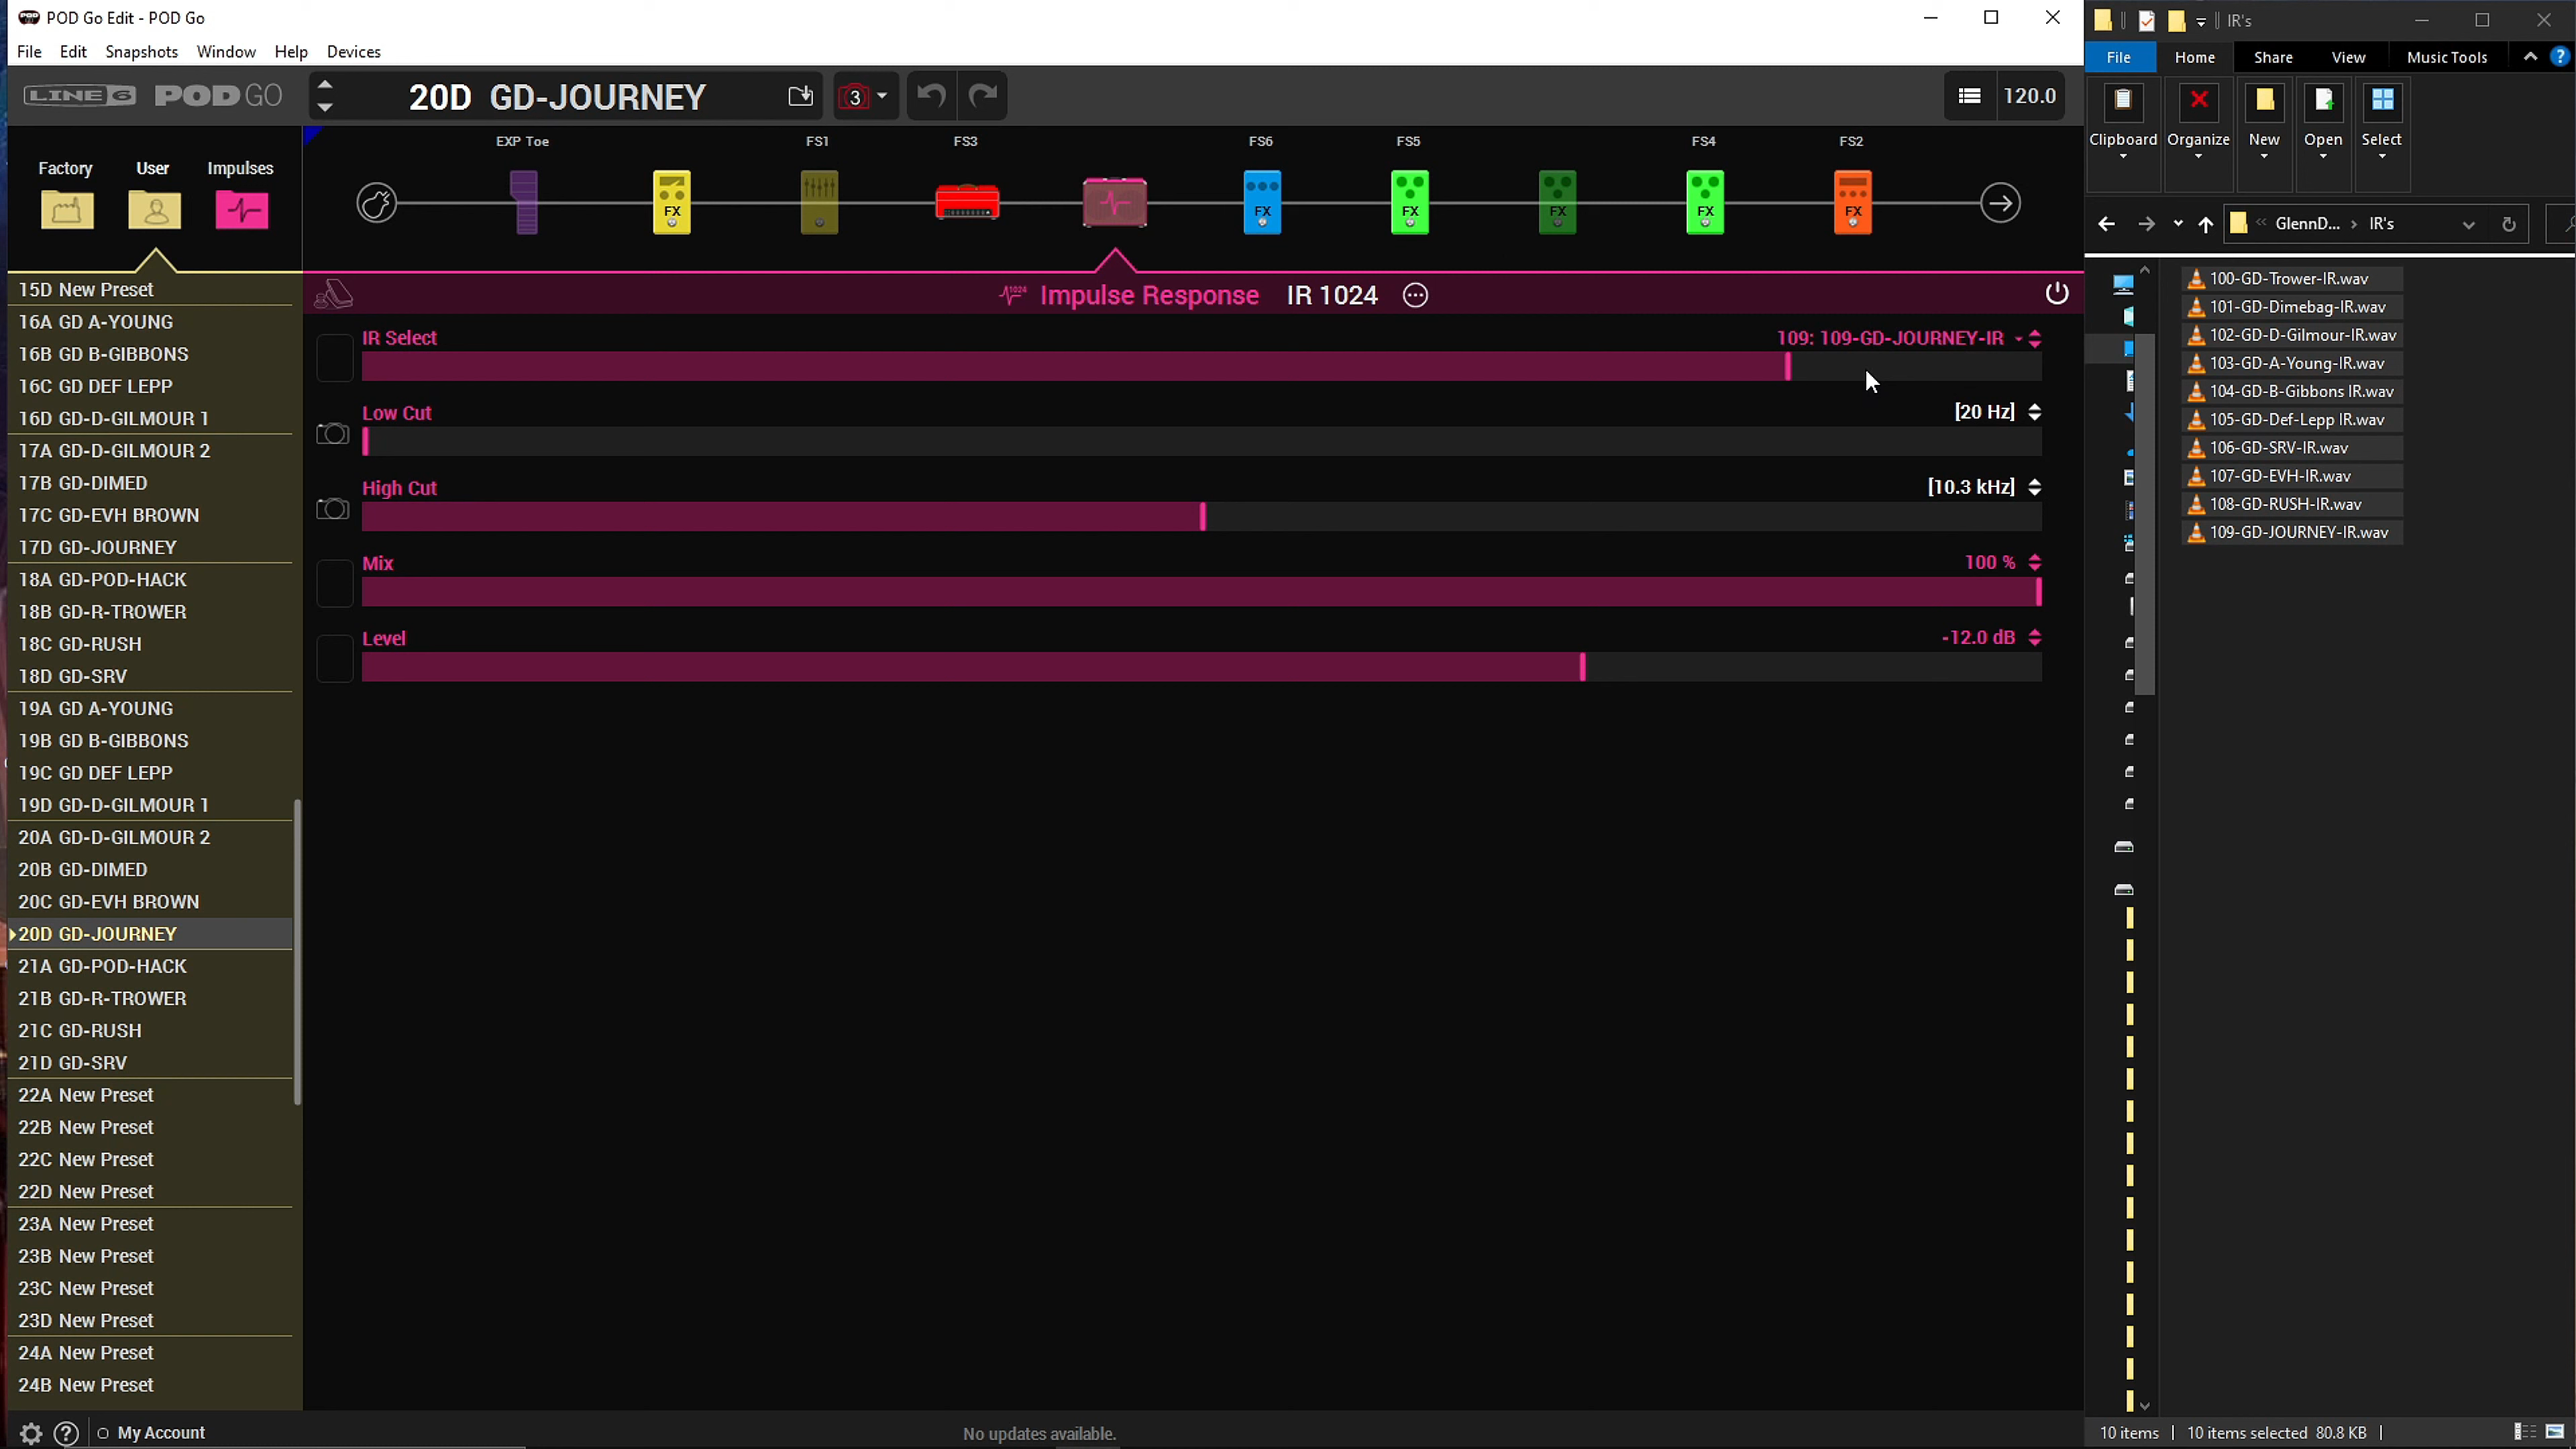 POD Go Edit - POD Go
File Edit Snapshots Window Help Devices
LINE 6 POD GO
20D GD-JOURNEY
3
120.0
Factory User Impulses
EXP Toe FS1 FS3 FS6 FS5 FS4 FS2
FX FX FX FX FX FX
15D New Preset
16A GD A-YOUNG
16B GD B-GIBBONS
16C GD DEF LEPP
16D GD-D-GILMOUR 1
17A GD-D-GILMOUR 2
17B GD-DIMED
17C GD-EVH BROWN
17D GD-JOURNEY
18A GD-POD-HACK
18B GD-R-TROWER
18C GD-RUSH
18D GD-SRV
19A GD A-YOUNG
19B GD B-GIBBONS
19C GD DEF LEPP
19D GD-D-GILMOUR 1
20A GD-D-GILMOUR 2
20B GD-DIMED
20C GD-EVH BROWN
20D GD-JOURNEY
21A GD-POD-HACK
21B GD-R-TROWER
21C GD-RUSH
21D GD-SRV
22A New Preset
22B New Preset
22C New Preset
22D New Preset
23A New Preset
23B New Preset
23C New Preset
23D New Preset
24A New Preset
24B New Preset
1024 Impulse Response IR 1024
IR Select 109: 109-GD-JOURNEY-IR
Low Cut [20 Hz]
High Cut [10.3 kHz]
Mix 100 %
Level -12.0 dB
My Account
No updates available.
IR's
File Home Share View Music Tools
Clipboard Organize New Open Select
« GlennD... › IR's
100-GD-Trower-IR.wav
101-GD-Dimebag-IR.wav
102-GD-D-Gilmour-IR.wav
103-GD-A-Young-IR.wav
104-GD-B-Gibbons IR.wav
105-GD-Def-Lepp IR.wav
106-GD-SRV-IR.wav
107-GD-EVH-IR.wav
108-GD-RUSH-IR.wav
109-GD-JOURNEY-IR.wav
10 items 10 items selected 80.8 KB